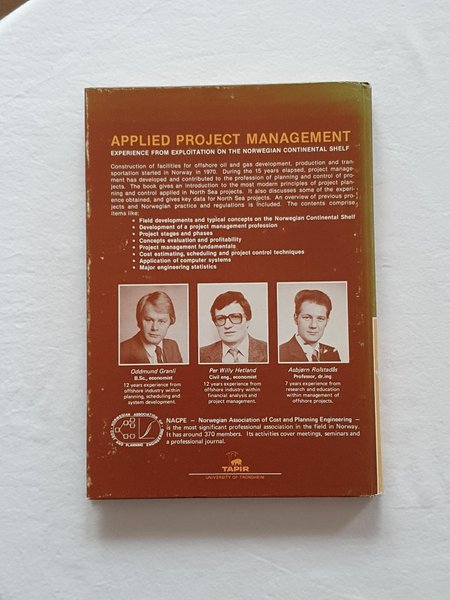 APPLIED PROJECT MANAGEMENT
EXPERIENCE FROM EXPLOITATION ON THE NORWEGIAN CONTINENTAL SHELF
Construction of facilities for offshore oil and gas development, production and tran-
sportation started in Norway in 1970. During the 15 years elapsed, project manage-
ment has developed and contributed to the profession of planning and control of pro-
jects. The book gives an introduction to the most modern principles of project plan-
ning and control applied in North Sea projects. It also discusses some of the experi-
ence obtained, and gives key data for North Sea projects. An overview of previous pro-
jects and Norwegian practice and regulations is included. The contents comprise
items like:
• Field developments and typical concepts on the Norwegian Continental Shelf
• Development of a project management profession
• Project stages and phases
• Concepts evaluation and profitability
• Project management fundamentals
• Cost estimating, scheduling and project control techniques
• Application of computer systems
• Major engineering statistics
Oddmund Granli
B.Sc, economist
12 years experience from
offshore industry within
planning, scheduling and
system development.
Per Willy Hetland
Civil eng, economist
12 years experience from
offshore industry within
financial analysis and
project management.
Asbjørn Rolstadås
Professor, dr.ing
7 years experience from
research and education
within management of
offshore projects.
NORWEGIAN ASSOCIATION OF COST AND PLANNING ENGINEERING
NACPE – Norwegian Association of Cost and Planning Engineering –
is the most significant professional association in the field in Norway.
It has around 370 members. Its activities cover meetings, seminars and
a professional journal.
TAPIR
UNIVERSITY OF TRONDHEIM